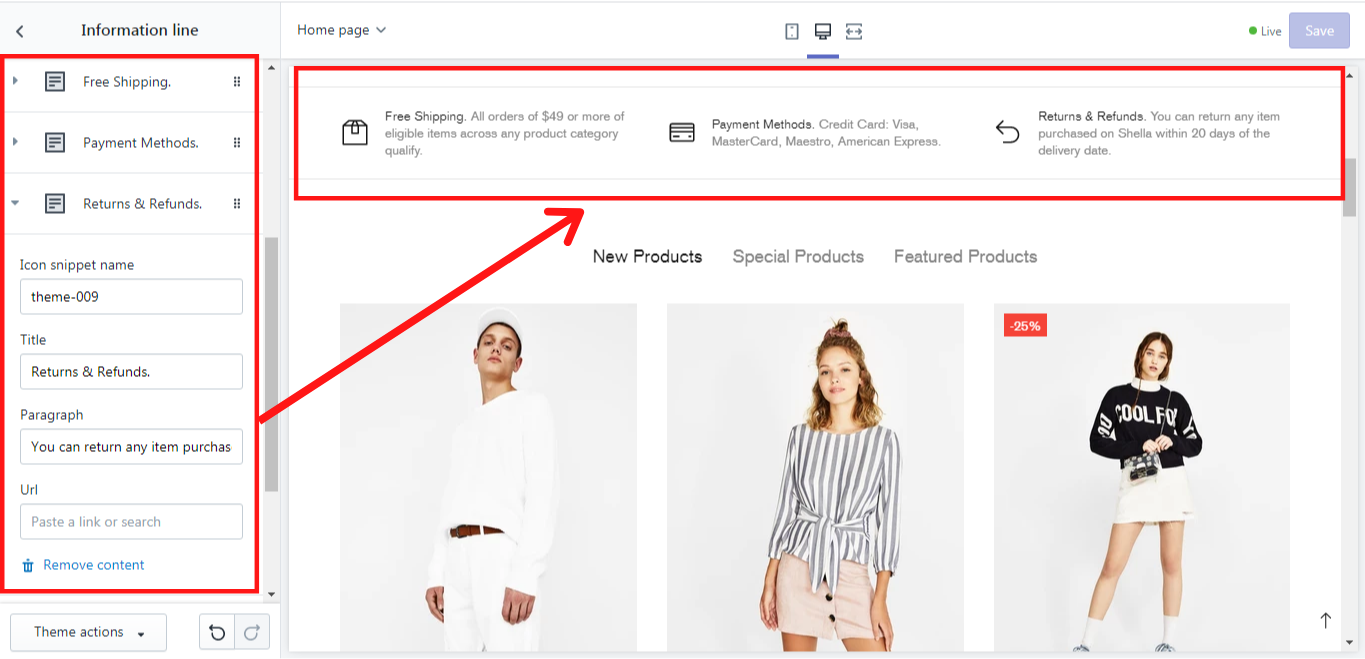 Information line
Home page
Live
Save
Free Shipping.
Payment Methods.
Returns & Refunds.
Icon snippet name
theme-009
Title
Returns & Refunds.
Paragraph
You can return any item purchas
Url
Paste a link or search
Remove content
Theme actions
Free Shipping. All orders of $49 or more of
eligible items across any product category
qualify.
Payment Methods. Credit Card: Visa,
MasterCard, Maestro, American Express.
Returns & Refunds. You can return any item
purchased on Shella within 20 days of the
delivery date.
New Products
Special Products
Featured Products
-25%
COOL FO